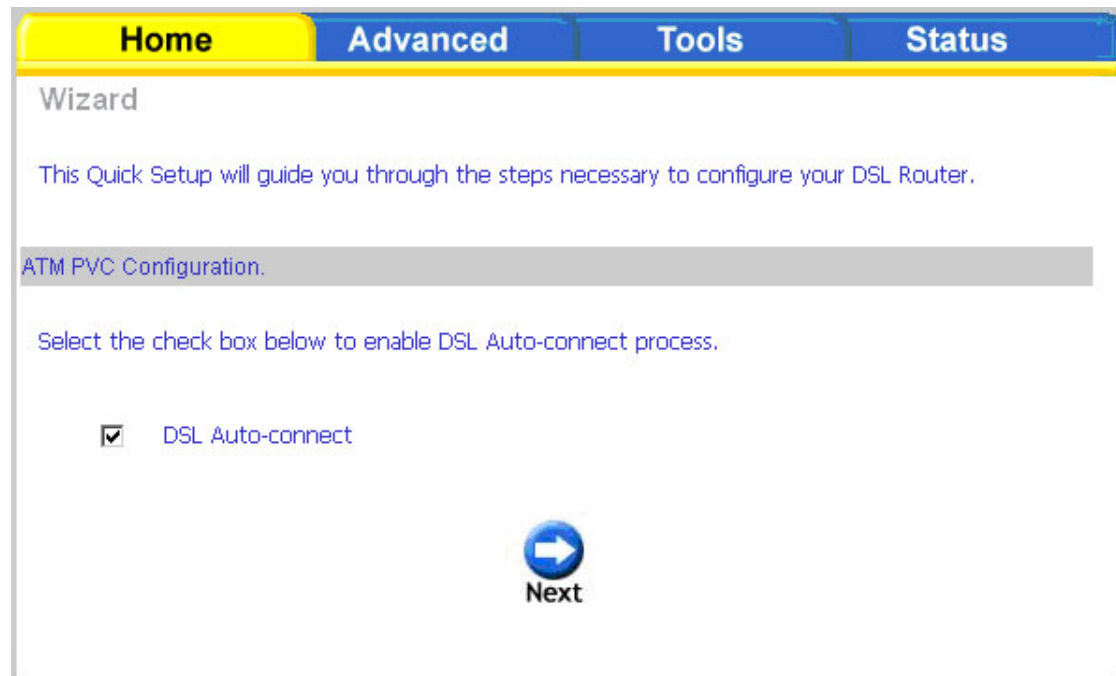 Home Advanced Tools Status
Wizard
This Quick Setup will guide you through the steps necessary to configure your DSL Router.
ATM PVC Configuration.
Select the check box below to enable DSL Auto-connect process.
DSL Auto-connect
Next